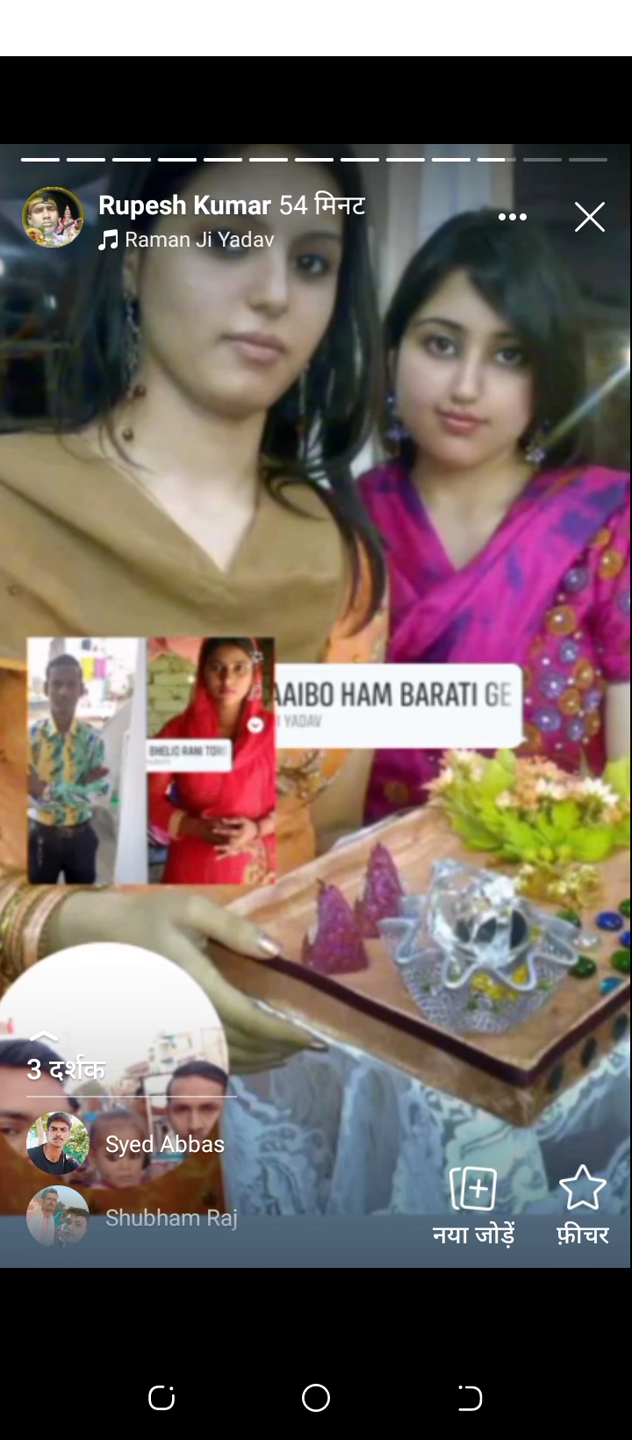 Rupesh Kumar 54 मिनट
Raman Ji Yadav
AAIBO HAM BARATI GE
I YADAV
BHELIO RANI TOR
3 दर्शक
Syed Abbas
Shubham Raj
नया जोड़ें
फ़ीचर